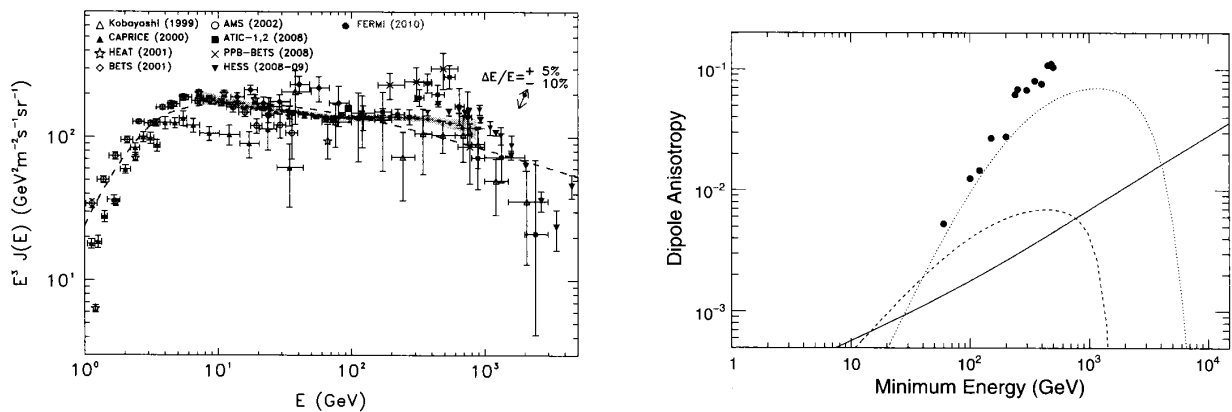 △ Kobayashi (1999) ○ AMS (2002) ● FERMI (2010)
▲ CAPRICE (2000) ■ ATIC-1,2 (2008)
☆ HEAT (2001) × PPB-BETS (2008)
◇ BETS (2001) ▼ HESS (2008-09)
ΔE/E= + 5%
− 10%
E³ J(E) (GeV²m⁻²s⁻¹sr⁻¹)
10²
10¹
10⁰ 10¹ 10² 10³
E (GeV)
Dipole Anisotropy
10⁻¹
10⁻²
10⁻³
1 10 10² 10³ 10⁴
Minimum Energy (GeV)